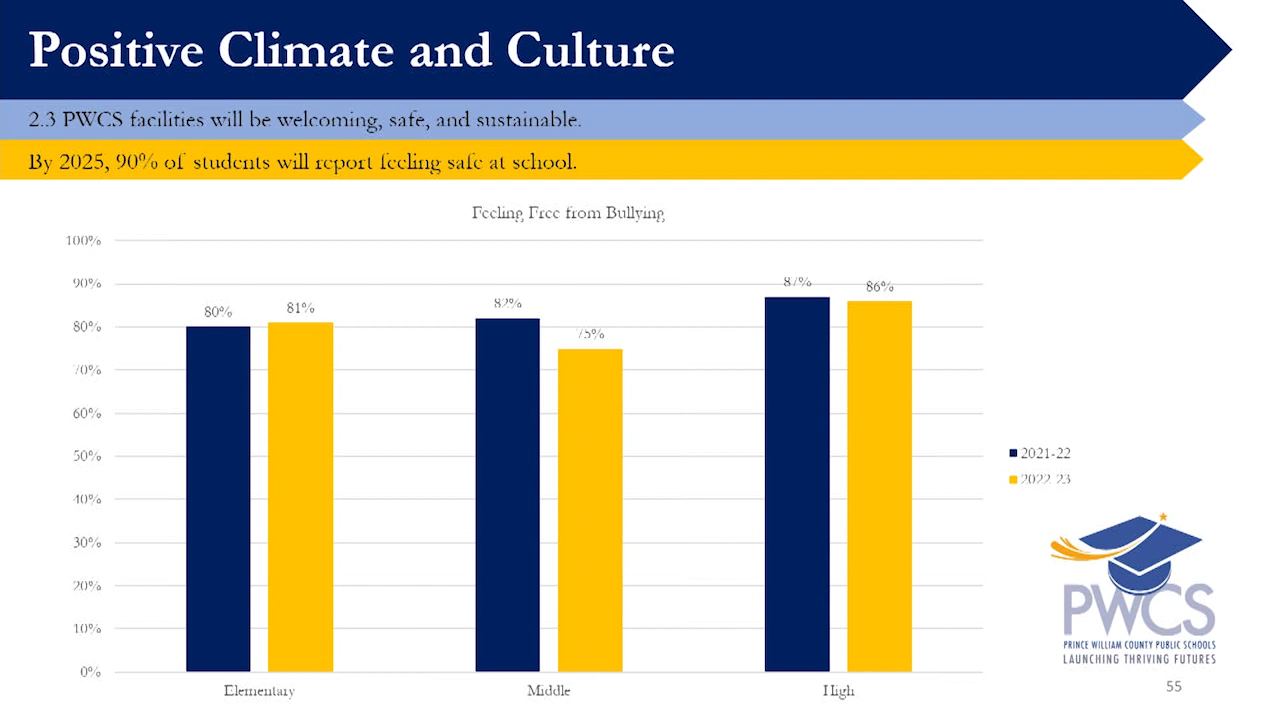 Positive Climate and Culture
2.3 PWCS facilities will be welcoming, safe, and sustainable.
By 2025, 90% of students will report feeling safe at school.
Feeling Free from Bullying
100%
90%
80%
70%
60%
50%
40%
30%
20%
10%
0%
80%
81%
82%
75%
87%
86%
Elementary
Middle
High
2021-22
2022-23
PWCS
PRINCE WILLIAM COUNTY PUBLIC SCHOOLS
LAUNCHING THRIVING FUTURES
55